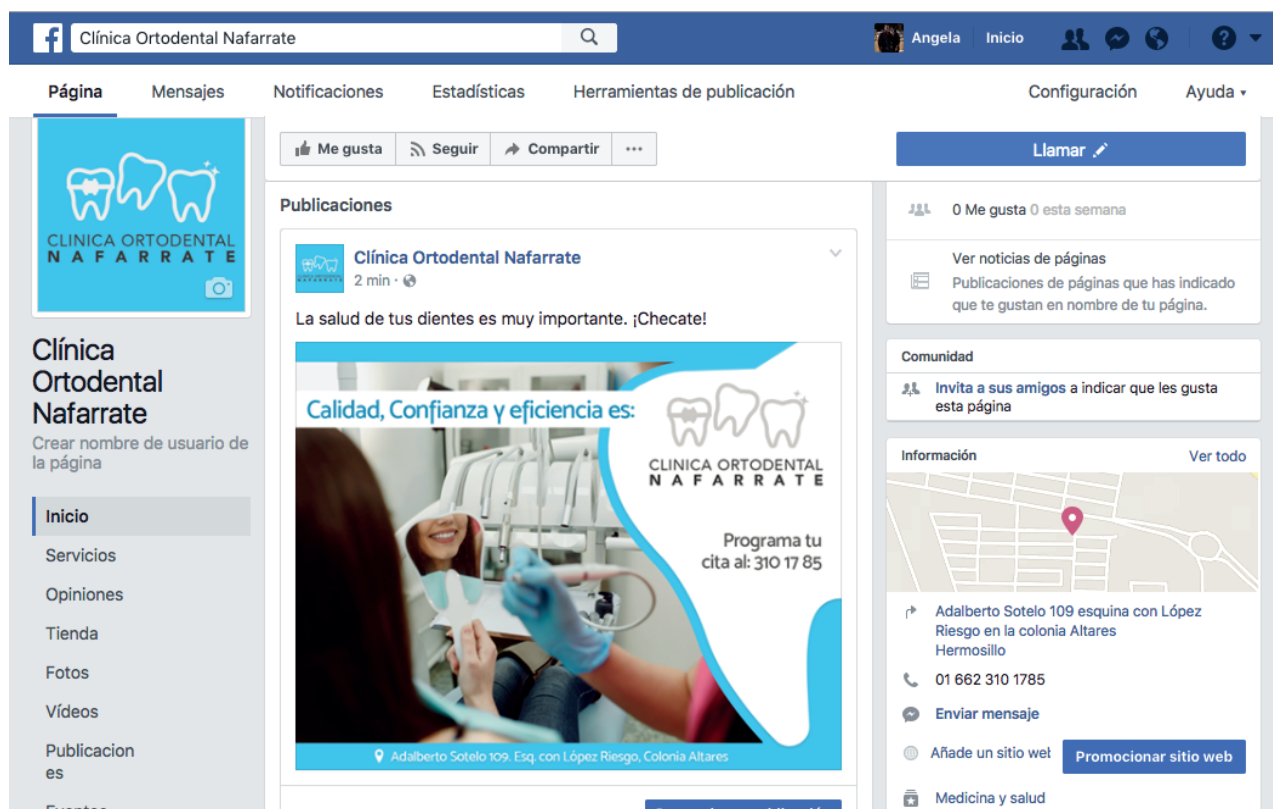 Clínica Ortodental Nafarrate
Angela
Inicio
Página
Mensajes
Notificaciones
Estadísticas
Herramientas de publicación
Configuración
Ayuda
CLINICA ORTODENTAL
NAFARRATE
Clínica
Ortodental
Nafarrate
Crear nombre de usuario de
la página
Inicio
Servicios
Opiniones
Tienda
Fotos
Vídeos
Publicacion
es
Eventos
Me gusta
Seguir
Compartir
Llamar
Publicaciones
Clínica Ortodental Nafarrate
2 min
La salud de tus dientes es muy importante. ¡Checate!
Calidad, Confianza y eficiencia es:
CLINICA ORTODENTAL
NAFARRATE
Programa tu
cita al: 310 17 85
Adalberto Sotelo 109. Esq. con López Riesgo, Colonia Altares
0 Me gusta 0 esta semana
Ver noticias de páginas
Publicaciones de páginas que has indicado
que te gustan en nombre de tu página.
Comunidad
Invita a sus amigos a indicar que les gusta
esta página
Información
Ver todo
Adalberto Sotelo 109 esquina con López
Riesgo en la colonia Altares
Hermosillo
01 662 310 1785
Enviar mensaje
Añade un sitio wet
Promocionar sitio web
Medicina y salud